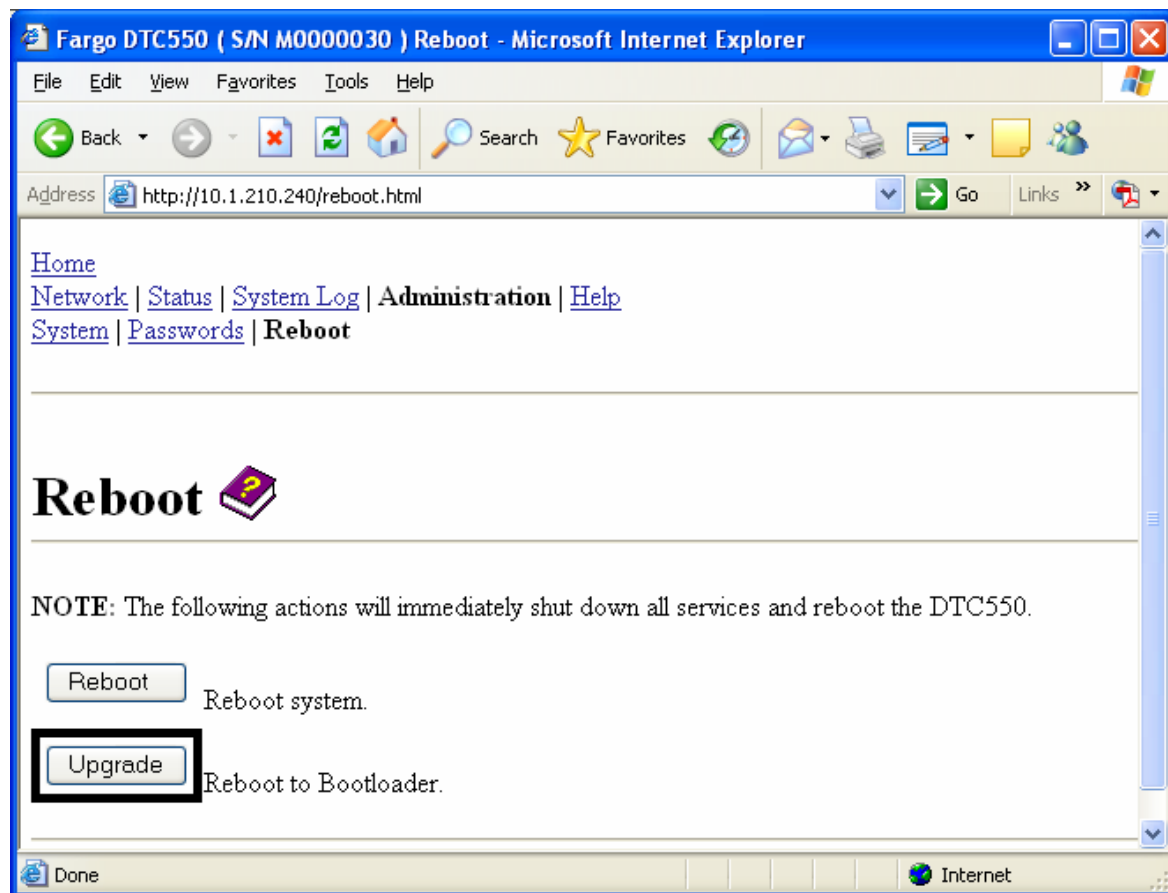 Fargo DTC550 ( S/N M0000030 ) Reboot - Microsoft Internet Explorer
File Edit View Favorites Tools Help
Back Search Favorites
Address http://10.1.210.240/reboot.html Go Links »
Home
Network | Status | System Log | Administration | Help
System | Passwords | Reboot
Reboot ?
NOTE: The following actions will immediately shut down all services and reboot the DTC550.
Reboot Reboot system.
Upgrade Reboot to Bootloader.
Done Internet